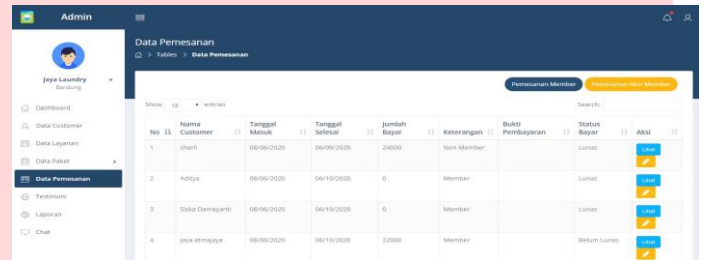 Admin
Data Pemesanan
Tables > Data Pemesanan
Jaya Laundry
Bandung
Dashboard
Data Customer
Data Layanan
Data Paket
Data Pemesanan
Testimoni
Laporan
Chat
Pemesanan Member Pemesanan Non Member
Show 10 entries Search:
No Nama Customer Tanggal Masuk Tanggal Selesai Jumlah Bayar Keterangan Bukti Pembayaran Status Bayar Aksi
1 sherli 08/06/2020 06/09/2020 24000 Non Member Lunas Lihat
2 Aditya 08/06/2020 06/10/2020 0 Member Lunas Lihat
3 Siska Damayanti 08/06/2020 06/10/2020 0 Member Lunas Lihat
4 Jaya atmajaya 08/06/2020 06/10/2020 22000 Member Belum Lunas Lihat